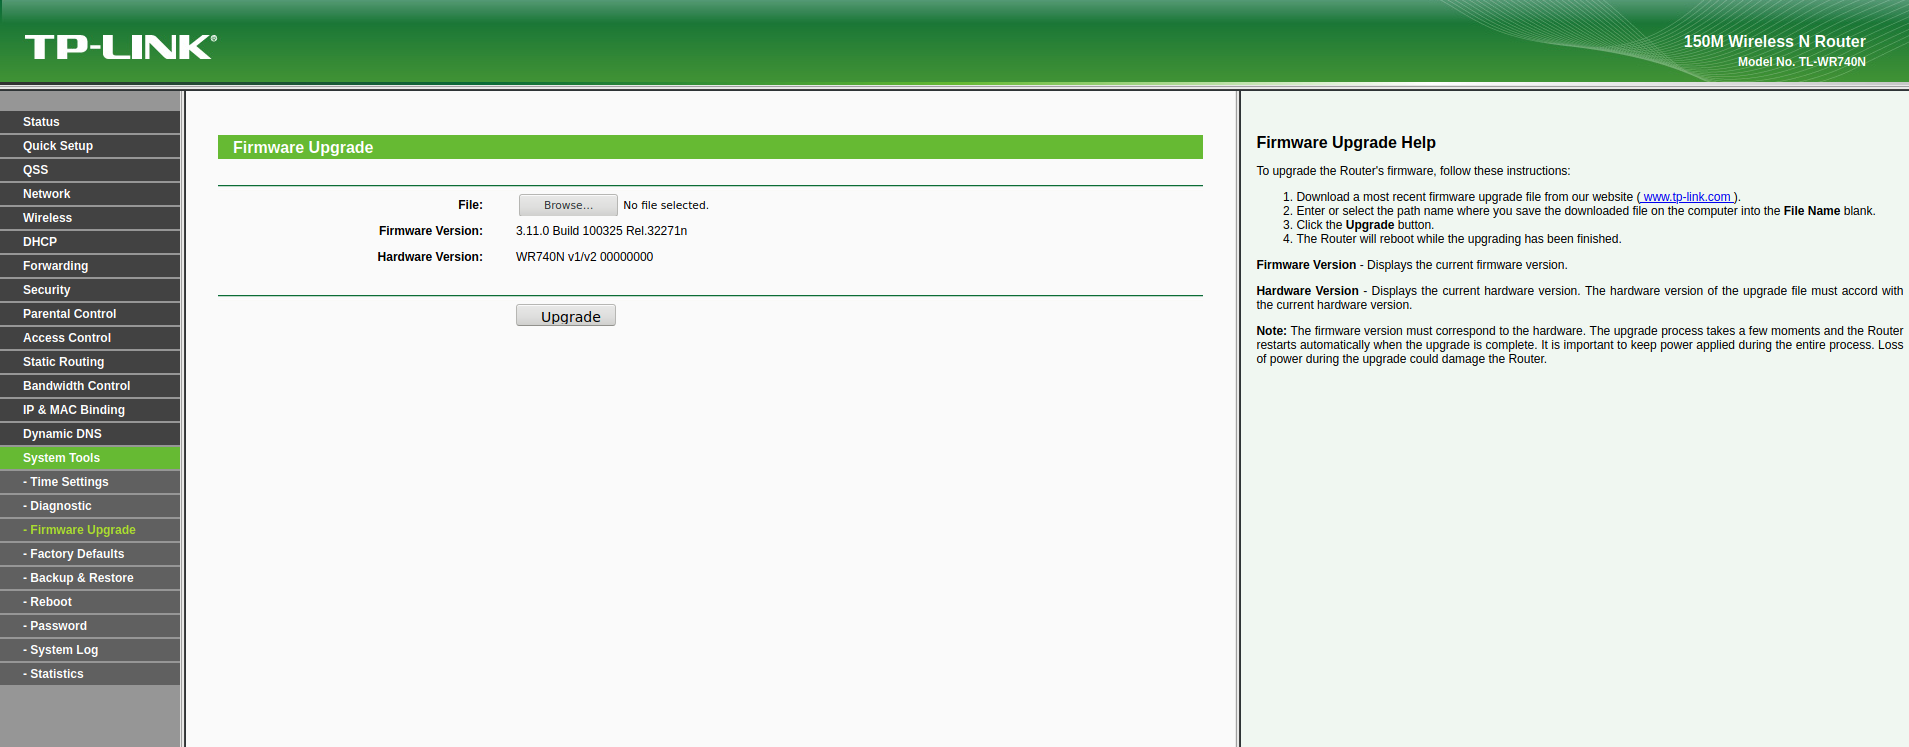 TP-LINK®
150M Wireless N Router
Model No. TL-WR740N
Status
Quick Setup
QSS
Network
Wireless
DHCP
Forwarding
Security
Parental Control
Access Control
Static Routing
Bandwidth Control
IP & MAC Binding
Dynamic DNS
System Tools
- Time Settings
- Diagnostic
- Firmware Upgrade
- Factory Defaults
- Backup & Restore
- Reboot
- Password
- System Log
- Statistics
Firmware Upgrade
File: Browse... No file selected.
Firmware Version: 3.11.0 Build 100325 Rel.32271n
Hardware Version: WR740N v1/v2 00000000
Upgrade
Firmware Upgrade Help
To upgrade the Router's firmware, follow these instructions:
1. Download a most recent firmware upgrade file from our website ( www.tp-link.com ).
2. Enter or select the path name where you save the downloaded file on the computer into the File Name blank.
3. Click the Upgrade button.
4. The Router will reboot while the upgrading has been finished.
Firmware Version - Displays the current firmware version.
Hardware Version - Displays the current hardware version. The hardware version of the upgrade file must accord with
the current hardware version.
Note: The firmware version must correspond to the hardware. The upgrade process takes a few moments and the Router
restarts automatically when the upgrade is complete. It is important to keep power applied during the entire process. Loss
of power during the upgrade could damage the Router.